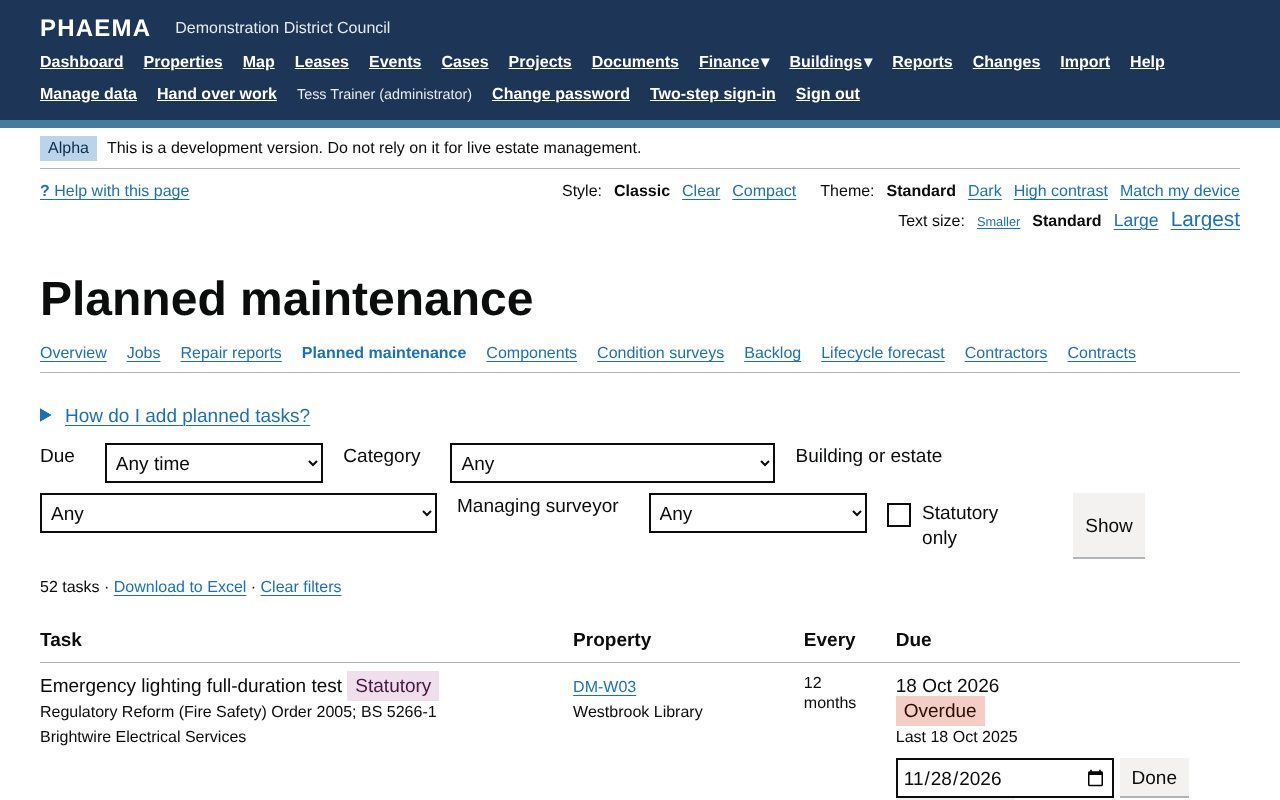 PHAEMA Demonstration District Council
Dashboard Properties Map Leases Events Cases Projects Documents Finance▾ Buildings▾ Reports Changes Import Help
Manage data Hand over work Tess Trainer (administrator) Change password Two-step sign-in Sign out
Alpha This is a development version. Do not rely on it for live estate management.
? Help with this page Style: Classic Clear Compact Theme: Standard Dark High contrast Match my device
Text size: Smaller Standard Large Largest
Planned maintenance
Overview Jobs Repair reports Planned maintenance Components Condition surveys Backlog Lifecycle forecast Contractors Contracts
How do I add planned tasks?
Due Any time Category Any Building or estate
Any Managing surveyor Any Statutory only Show
52 tasks · Download to Excel · Clear filters
Task Property Every Due
Emergency lighting full-duration test Statutory DM-W03 12 months 18 Oct 2026
Overdue
Regulatory Reform (Fire Safety) Order 2005; BS 5266-1 Westbrook Library
Brightwire Electrical Services Last 18 Oct 2025
11/28/2026 Done